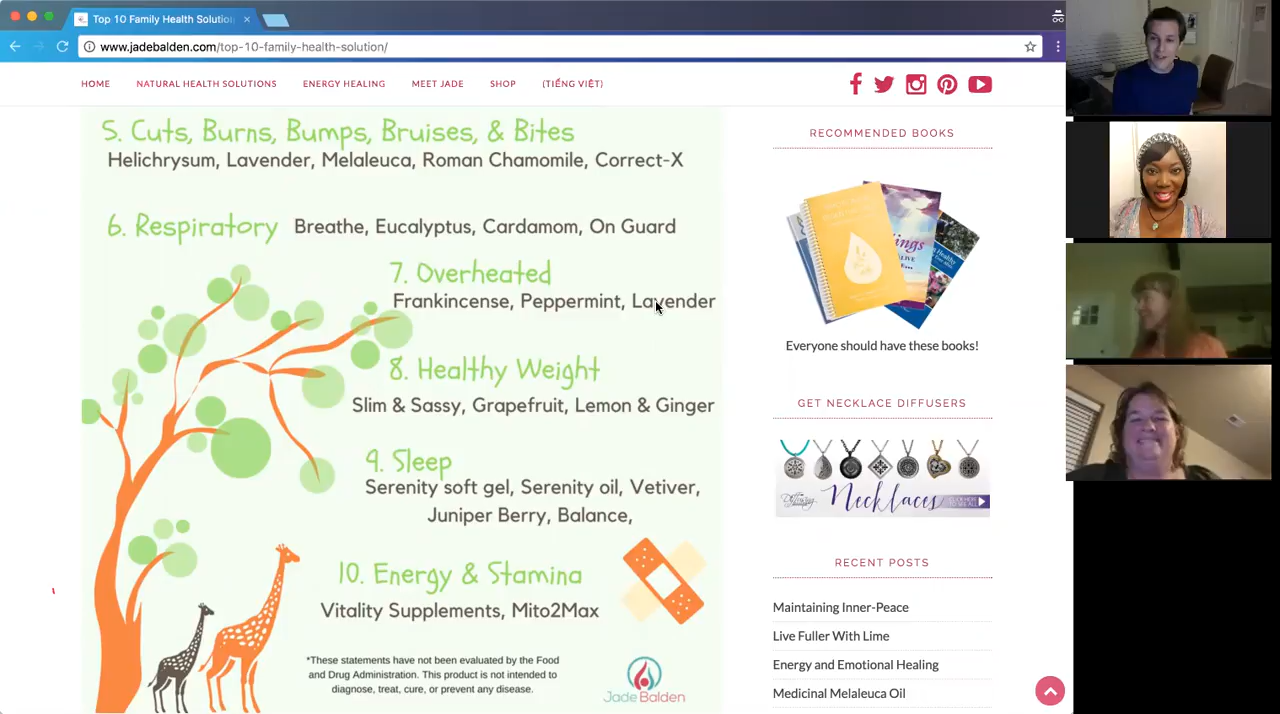 Top 10 Family Health Solution
www.jadebalden.com/top-10-family-health-solution/
HOME NATURAL HEALTH SOLUTIONS ENERGY HEALING MEET JADE SHOP (TIẾNG VIỆT)
5. Cuts, Burns, Bumps, Bruises, & Bites
Helichrysum, Lavender, Melaleuca, Roman Chamomile, Correct-X
6. Respiratory Breathe, Eucalyptus, Cardamom, On Guard
7. Overheated
Frankincense, Peppermint, Lavender
8. Healthy Weight
Slim & Sassy, Grapefruit, Lemon & Ginger
9. Sleep
Serenity soft gel, Serenity oil, Vetiver,
Juniper Berry, Balance,
10. Energy & Stamina
Vitality Supplements, Mito2Max
*These statements have not been evaluated by the Food
and Drug Administration. This product is not intended to
diagnose, treat, cure, or prevent any disease.
Jade Balden
RECOMMENDED BOOKS
Everyone should have these books!
GET NECKLACE DIFFUSERS
Necklaces
RECENT POSTS
Maintaining Inner-Peace
Live Fuller With Lime
Energy and Emotional Healing
Medicinal Melaleuca Oil